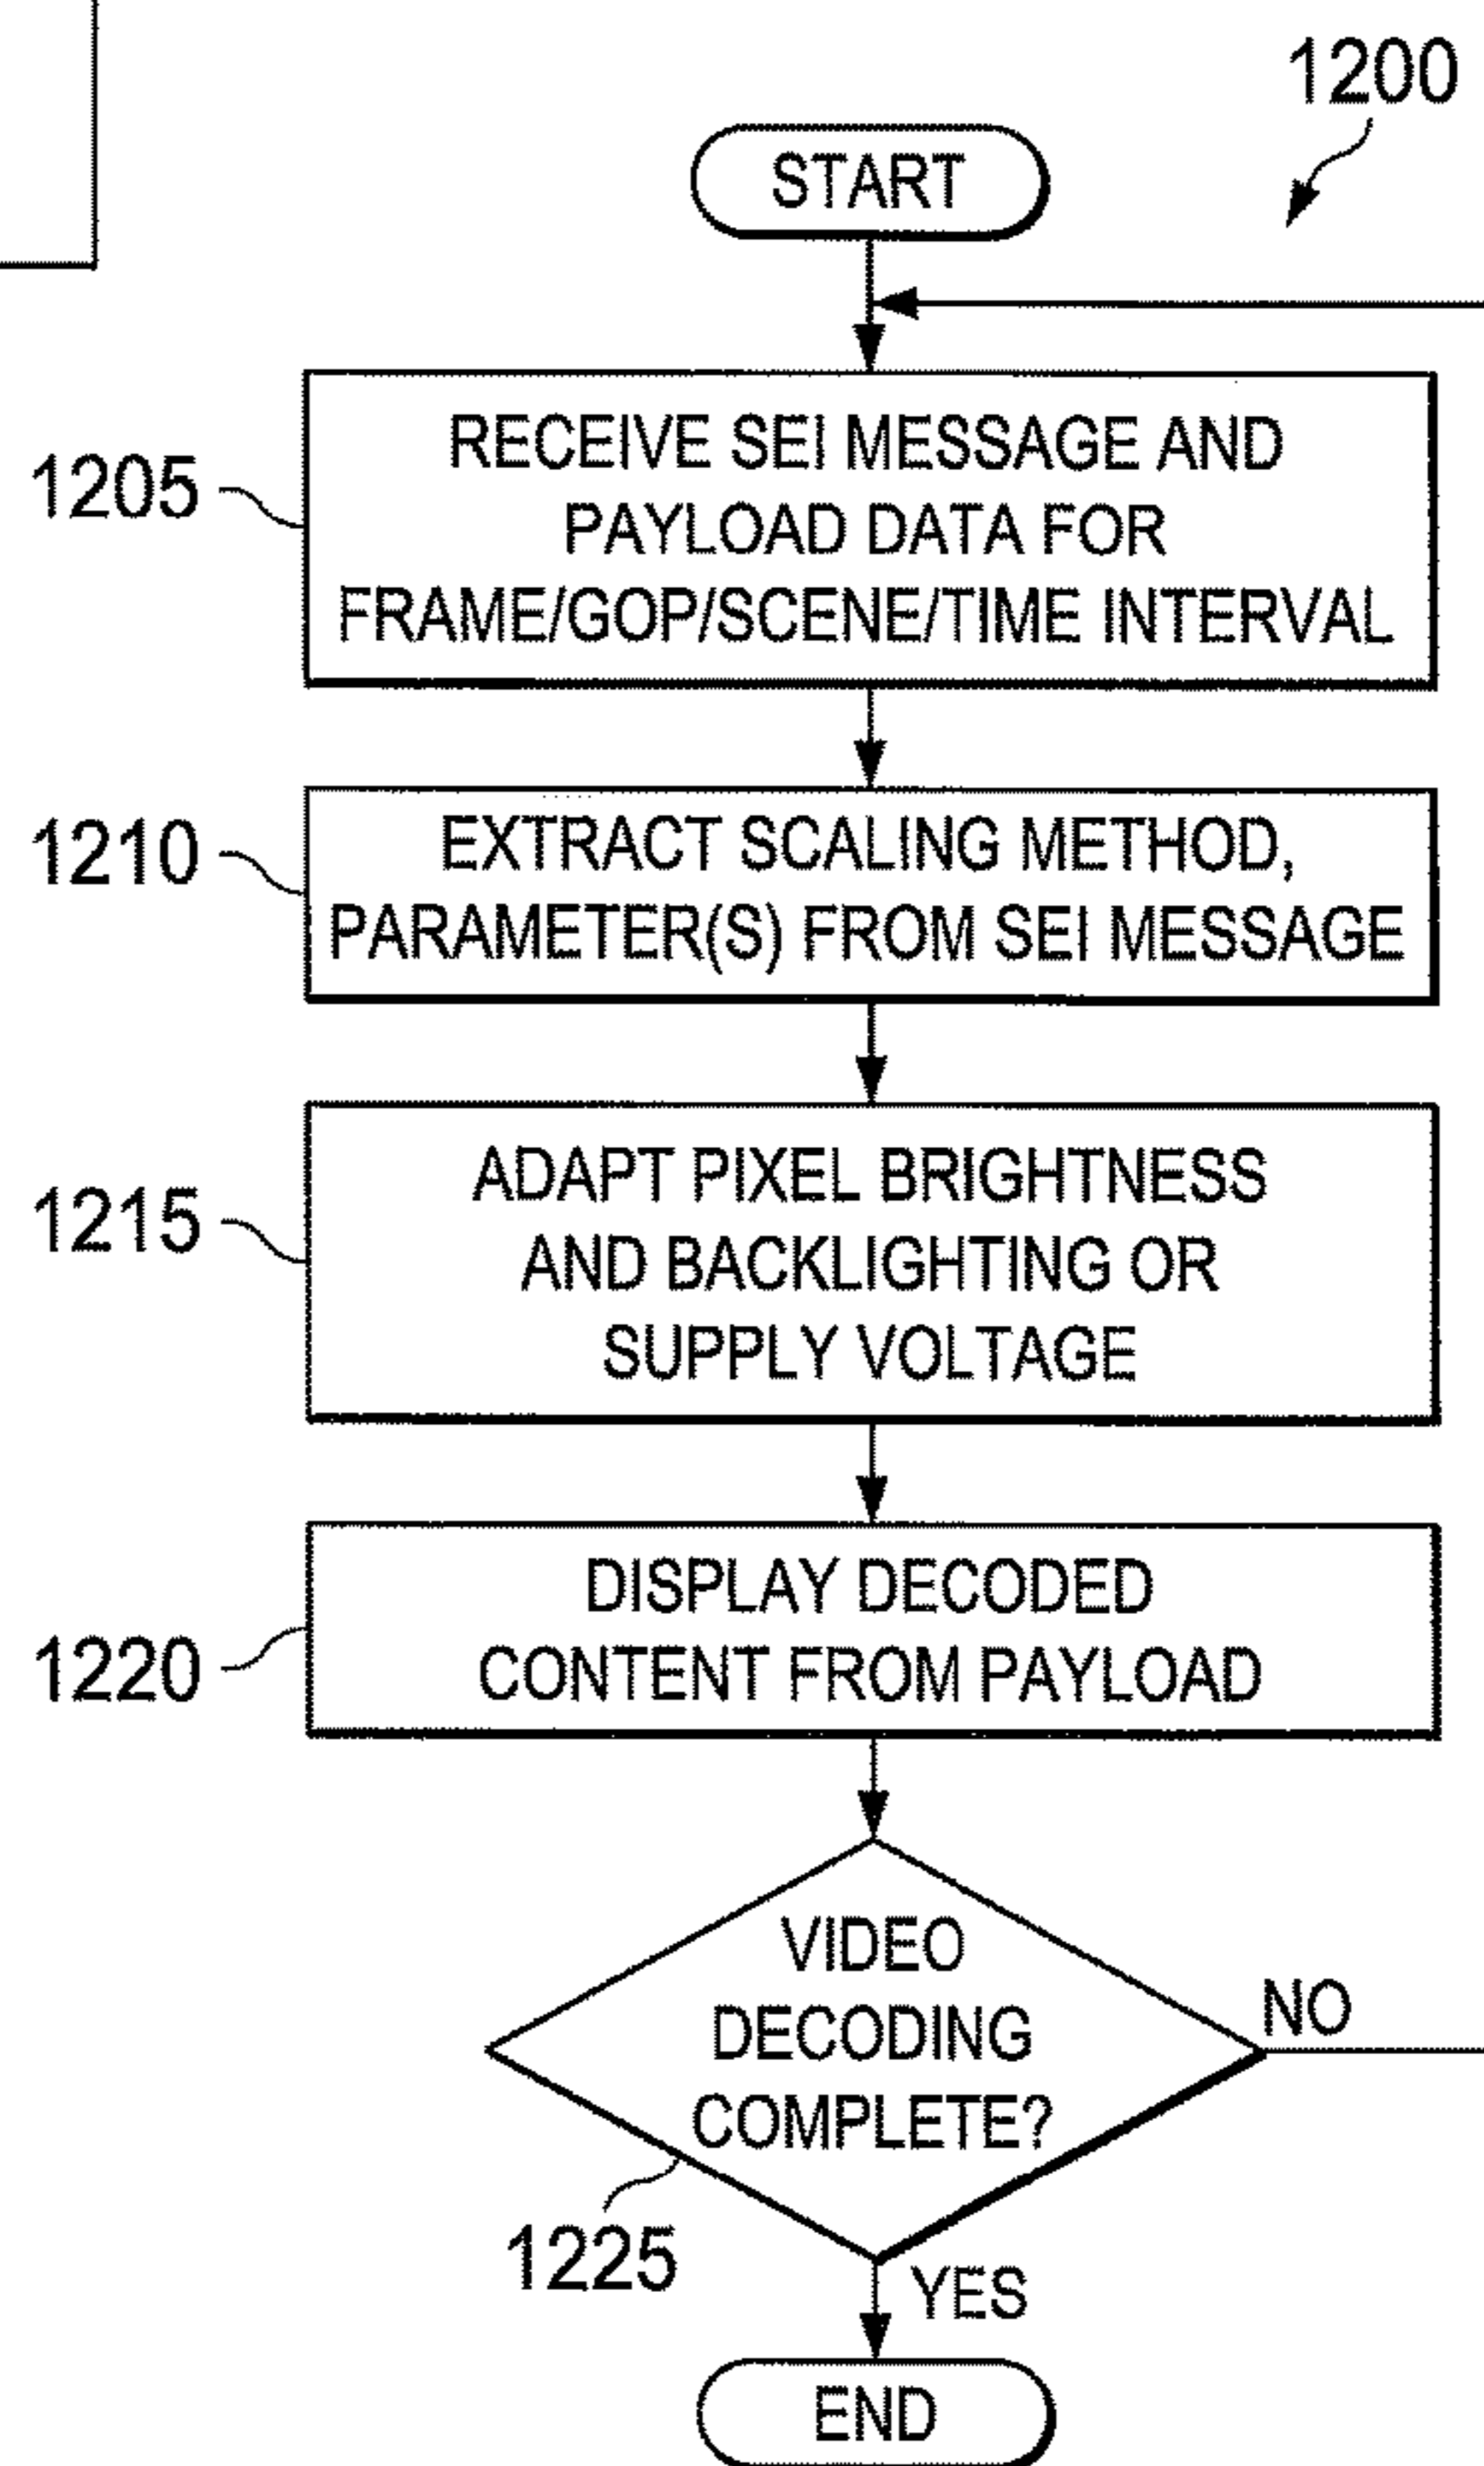 1200
START
1205
RECEIVE SEI MESSAGE AND
PAYLOAD DATA FOR
FRAME/GOP/SCENE/TIME INTERVAL
1210
EXTRACT SCALING METHOD,
PARAMETER(S) FROM SEI MESSAGE
1215
ADAPT PIXEL BRIGHTNESS
AND BACKLIGHTING OR
SUPPLY VOLTAGE
1220
DISPLAY DECODED
CONTENT FROM PAYLOAD
VIDEO
DECODING
COMPLETE?
NO
1225
YES
END